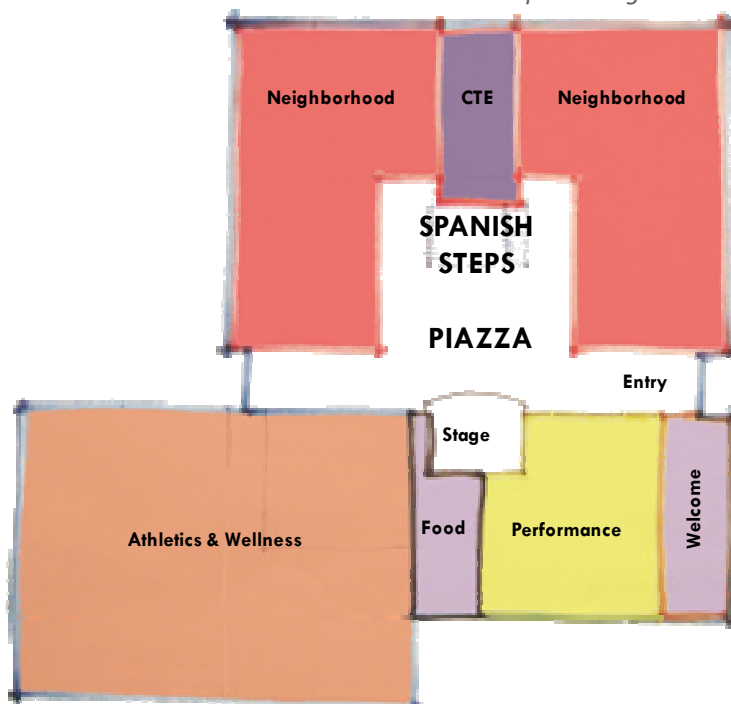 Neighborhood CTE Neighborhood
SPANISH
STEPS
PIAZZA
Entry
Stage
Athletics & Wellness
Food
Performance
Welcome